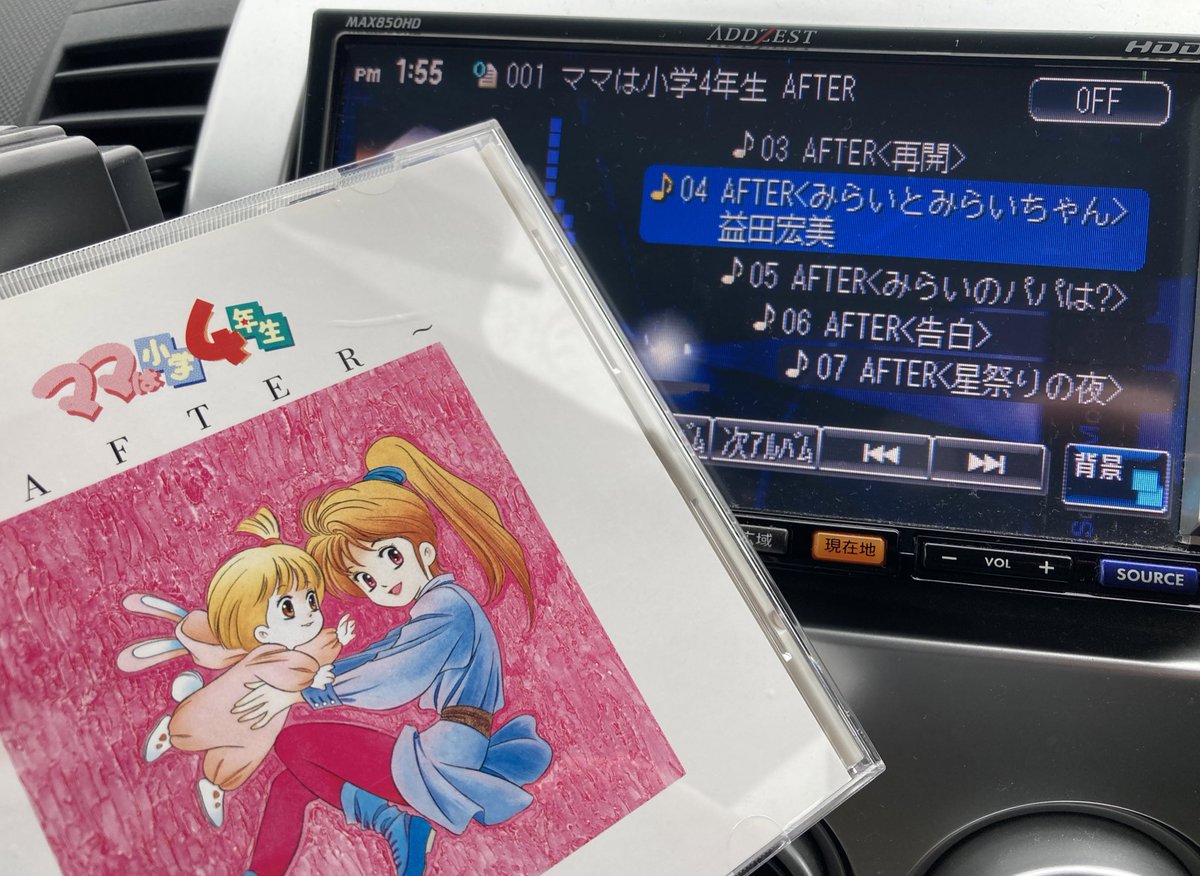 MAX850HD
ADDZEST
HDD
PM 1:55
001 ママは小学4年生 AFTER
OFF
03 AFTER<再開>
04 AFTER<みらいとみらいちゃん>
益田宏美
05 AFTER<みらいのパパは?>
06 AFTER<告白>
07 AFTER<星祭りの夜>
次アルバム
背景
現在地
− VOL +
SOURCE
ママは小学4年生
AFTER~